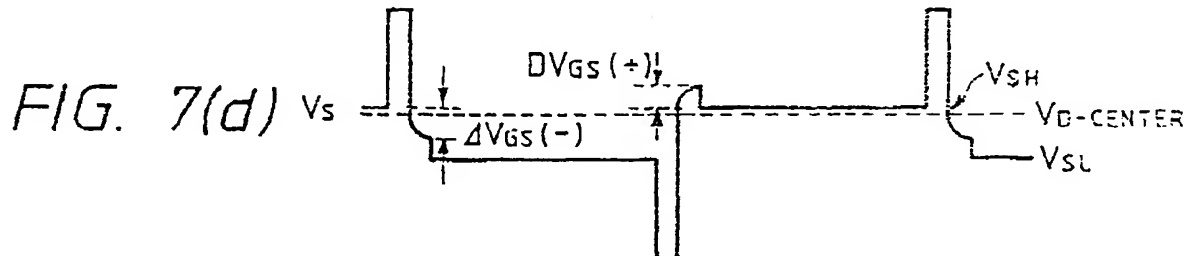 FIG. 7(d)
VS
DVGS(+)
ΔVGS(-)
VSH
VD-CENTER
VSL